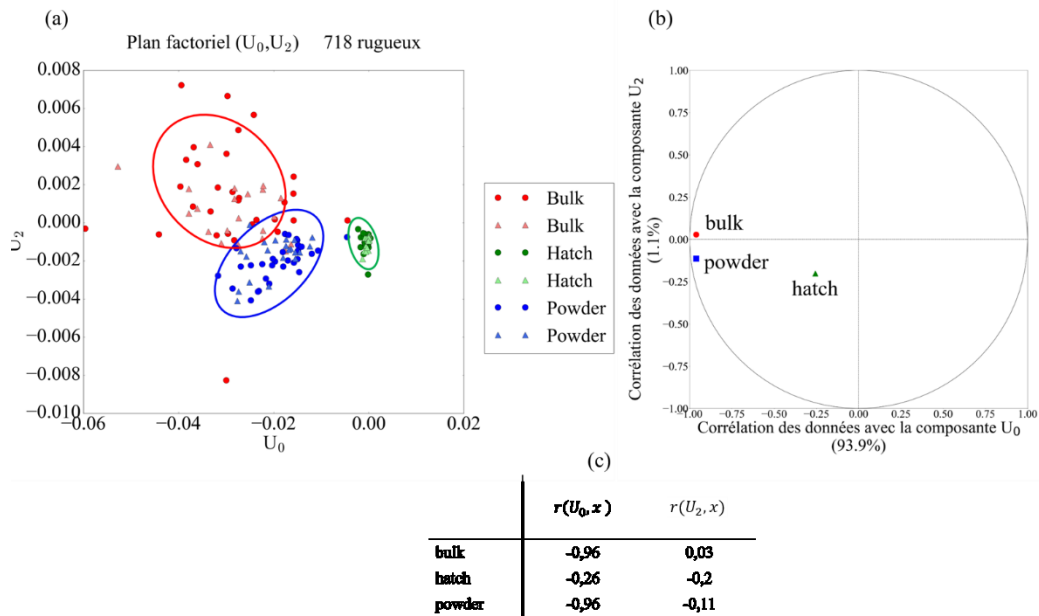 (a)
Plan factoriel (U0,U2) 718 rugueux
0.008
0.006
0.004
0.002
0.000
−0.002
−0.004
−0.006
−0.008
−0.010
U2
−0.06 −0.04 −0.02 0.00 0.02
U0
Bulk
Bulk
Hatch
Hatch
Powder
Powder
(b)
1.00
0.75
0.50
0.25
0.00
−0.25
−0.50
−0.75
−1.00
Corrélation des données avec la composante U2
(1.1%)
bulk
powder
hatch
−1.00 −0.75 −0.50 −0.25 0.00 0.25 0.50 0.75 1.00
Corrélation des données avec la composante U0
(93.9%)
(c)
r(U0, x) r(U2, x)
bulk -0,96 0,03
hatch -0,26 -0,2
powder -0,96 -0,11